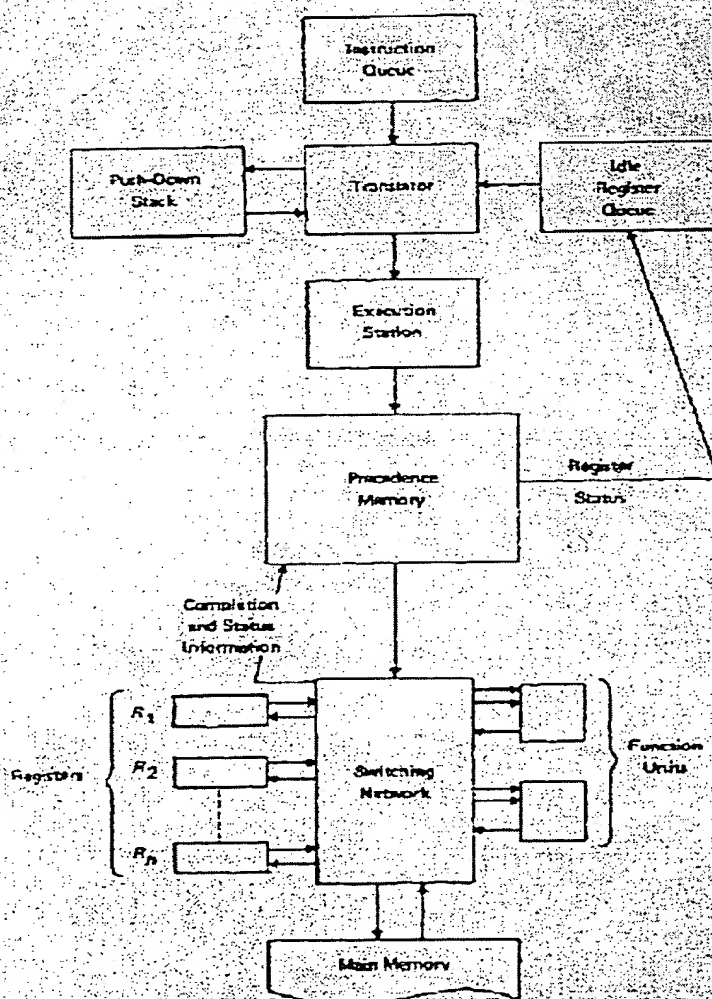 Instruction
Queue
Push-Down
Stack
Translator
Idle
Register
Queue
Execution
Station
Precedence
Memory
Register
Status
Completion
and Status
Information
Registers
R1
R2
Rn
Switching
Network
Function
Units
Main Memory